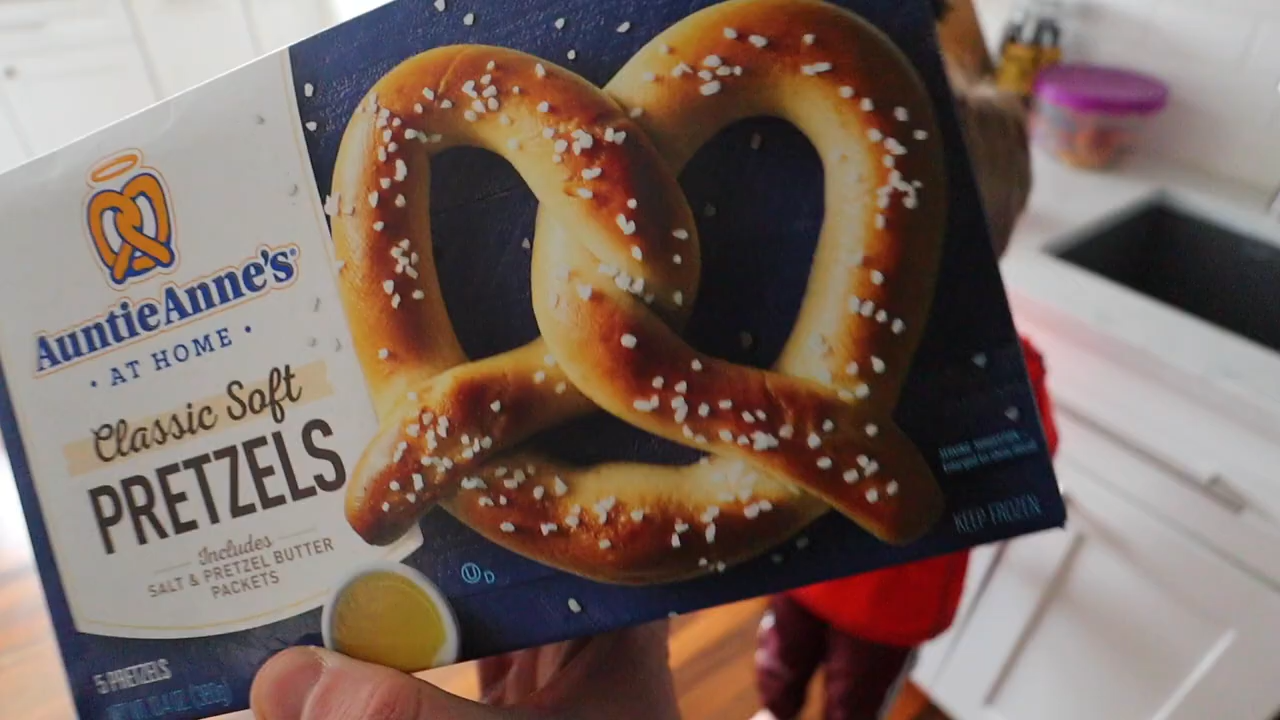 AuntieAnne's
• AT HOME •
Classic Soft
PRETZELS
Includes
SALT & PRETZEL BUTTER
PACKETS
5 PRETZELS
U D
KEEP FROZEN